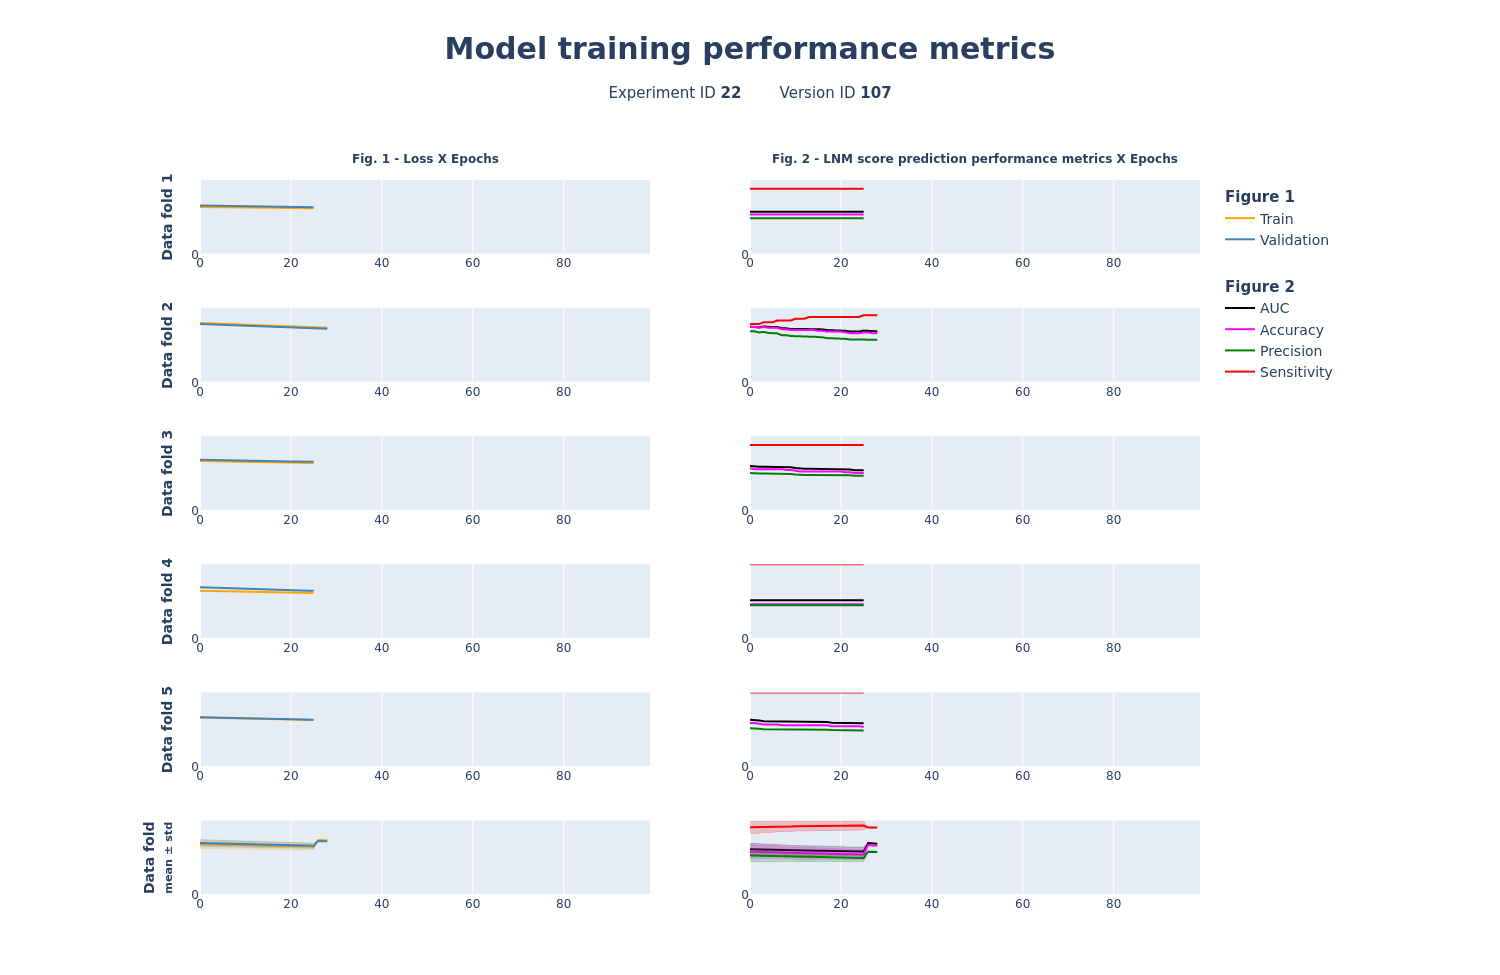 Model training performance metrics
Experiment ID 22 Version ID 107
Fig. 1 - Loss X Epochs
Fig. 2 - LNM score prediction performance metrics X Epochs
Data fold 1
0
0 20 40 60 80
0
0 20 40 60 80
Figure 1
Train
Validation
Figure 2
AUC
Accuracy
Precision
Sensitivity
Data fold 2
0
0 20 40 60 80
0
0 20 40 60 80
Data fold 3
0
0 20 40 60 80
0
0 20 40 60 80
Data fold 4
0
0 20 40 60 80
0
0 20 40 60 80
Data fold 5
0
0 20 40 60 80
0
0 20 40 60 80
Data fold
mean ± std
0
0 20 40 60 80
0
0 20 40 60 80